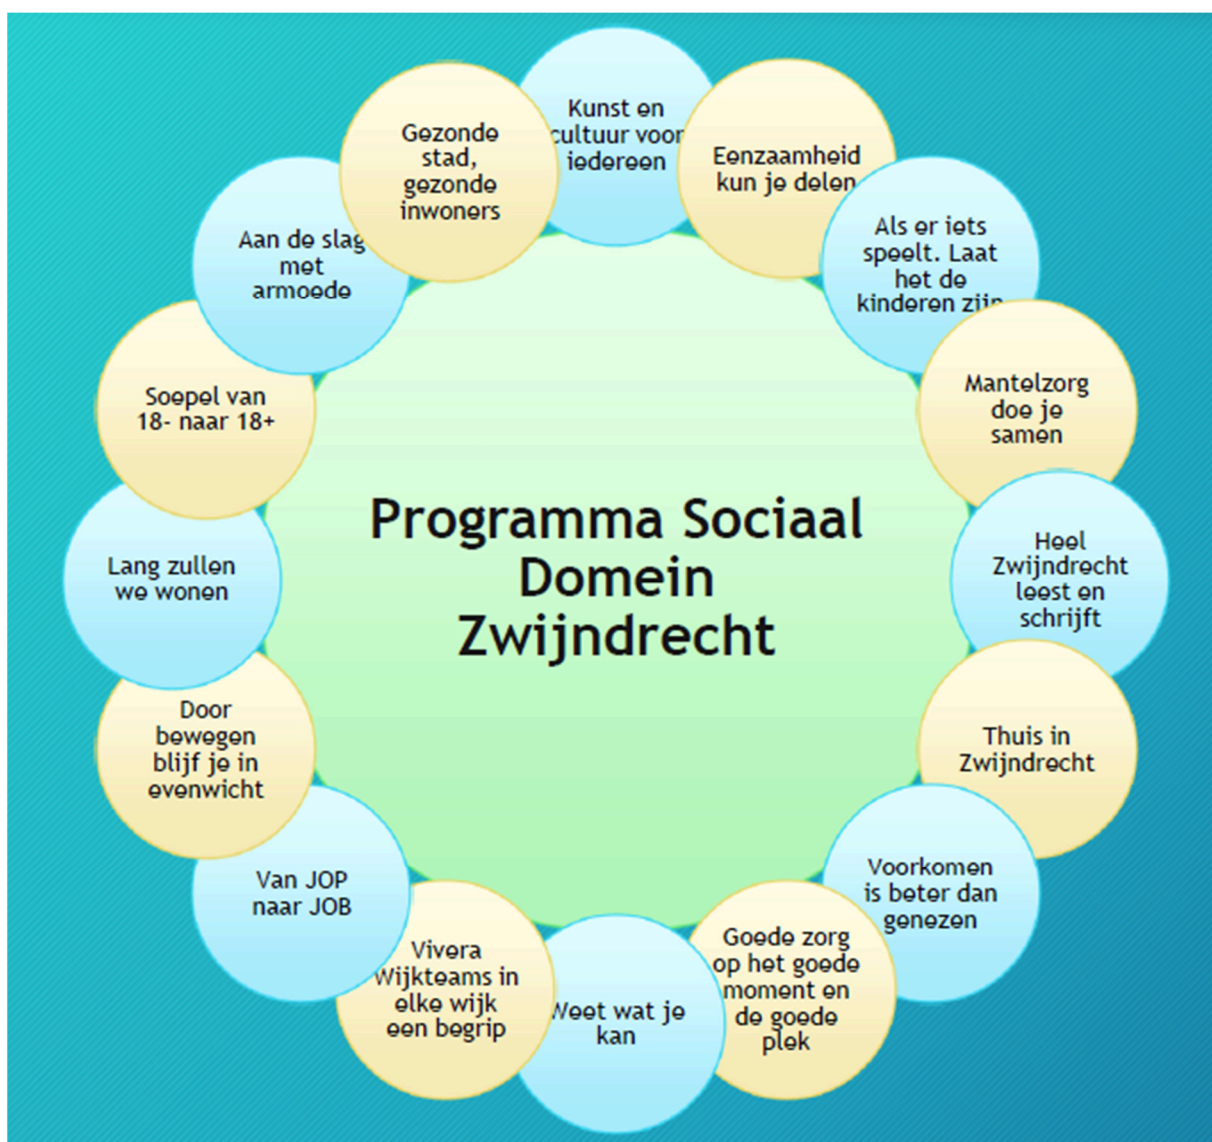 Kunst en
cultuur voor
iedereen
Eenzaamheid
kun je delen
Als er iets
speelt. Laat
het de
kinderen zijn
Mantelzorg
doe je
samen
Heel
Zwijndrecht
leest en
schrijft
Thuis in
Zwijndrecht
Voorkomen
is beter dan
genezen
Goede zorg
op het goede
moment en
de goede
plek
Weet wat je
kan
Vivera
Wijkteams in
elke wijk
een begrip
Van JOP
naar JOB
Door
bewegen
blijf je in
evenwicht
Lang zullen
we wonen
Soepel van
18- naar 18+
Aan de slag
met
armoede
Gezonde
stad,
gezonde
inwoners
Programma Sociaal
Domein
Zwijndrecht